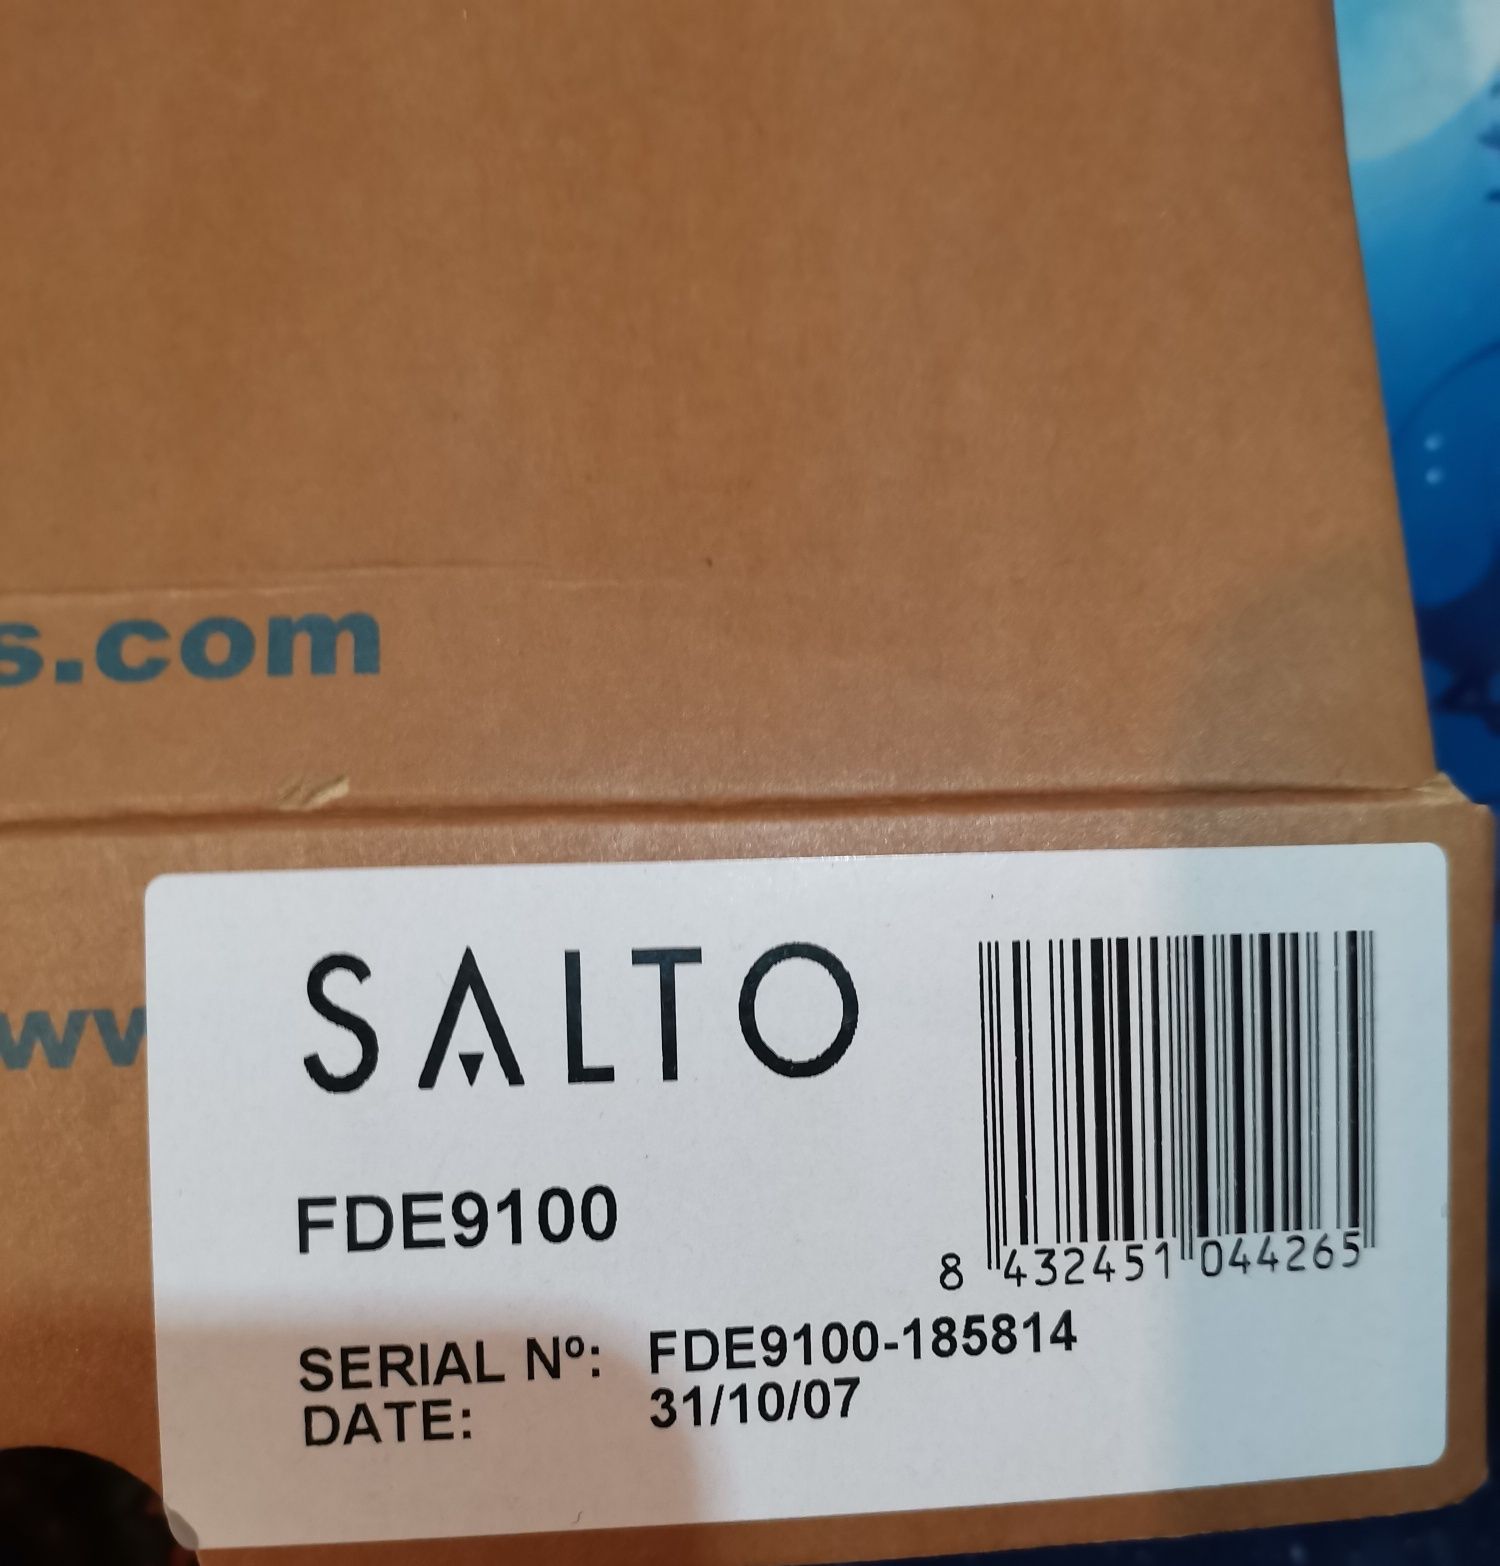 s.com
SALTO
FDE9100
8 432451 044265
SERIAL Nº: FDE9100-185814
DATE: 31/10/07